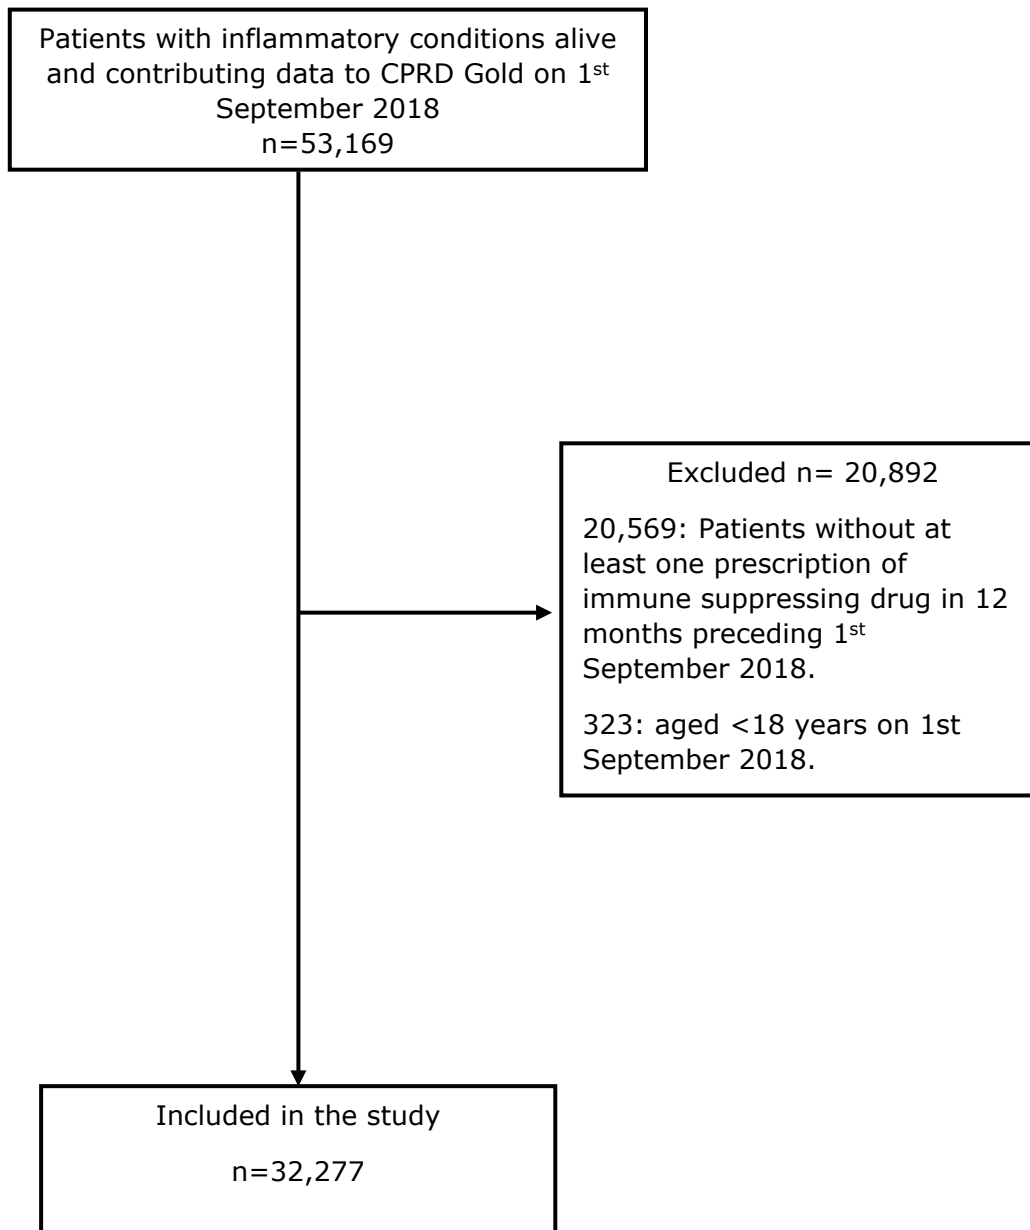 Patients with inflammatory conditions alive
and contributing data to CPRD Gold on 1st
September 2018
n=53,169
Excluded n= 20,892
20,569: Patients without at
least one prescription of
immune suppressing drug in 12
months preceding 1st
September 2018.
323: aged <18 years on 1st
September 2018.
Included in the study
n=32,277